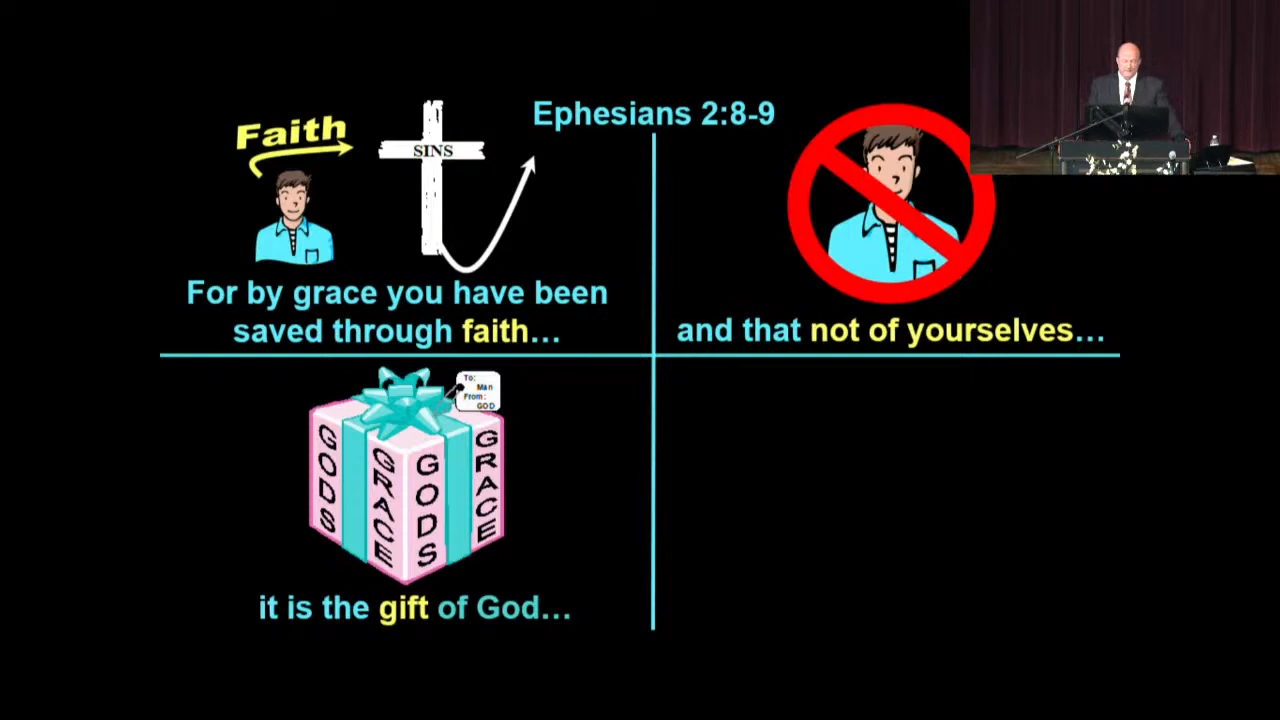 Ephesians 2:8-9
Faith
SINS
For by grace you have been
saved through faith…
and that not of yourselves…
To:
Man
From:
GOD
GODS
GRACE
GODS
GRACE
it is the gift of God…